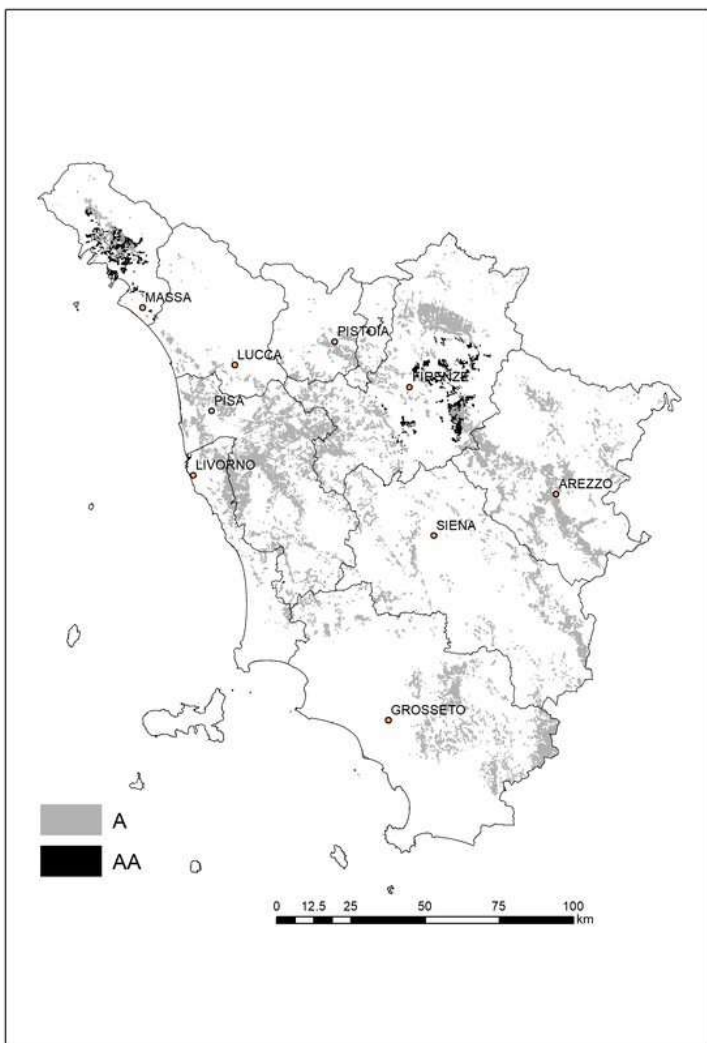 MASSA
PISTOIA
LUCCA
FIRENZE
PISA
LIVORNO
AREZZO
SIENA
GROSSETO
A
AA
0 12.5 25 50 75 100
km